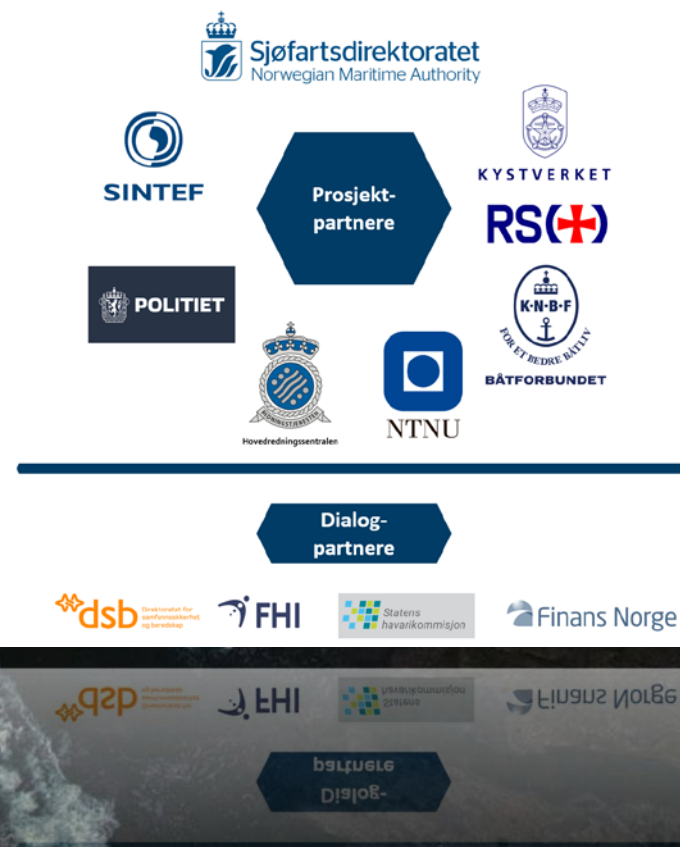 Sjøfartsdirektoratet
Norwegian Maritime Authority
SINTEF
Prosjekt-
partnere
KYSTVERKET
RS(+)
POLITIET
K·N·B·F
FOR ET BEDRE BÅTLIV
BÅTFORBUNDET
REDNINGSTJENESTEN
Hovedredningssentralen
NTNU
Dialog-
partnere
dsb
Direktoratet for
samfunnssikkerhet
og beredskap
FHI
Statens
havarikommisjon
Finans Norge